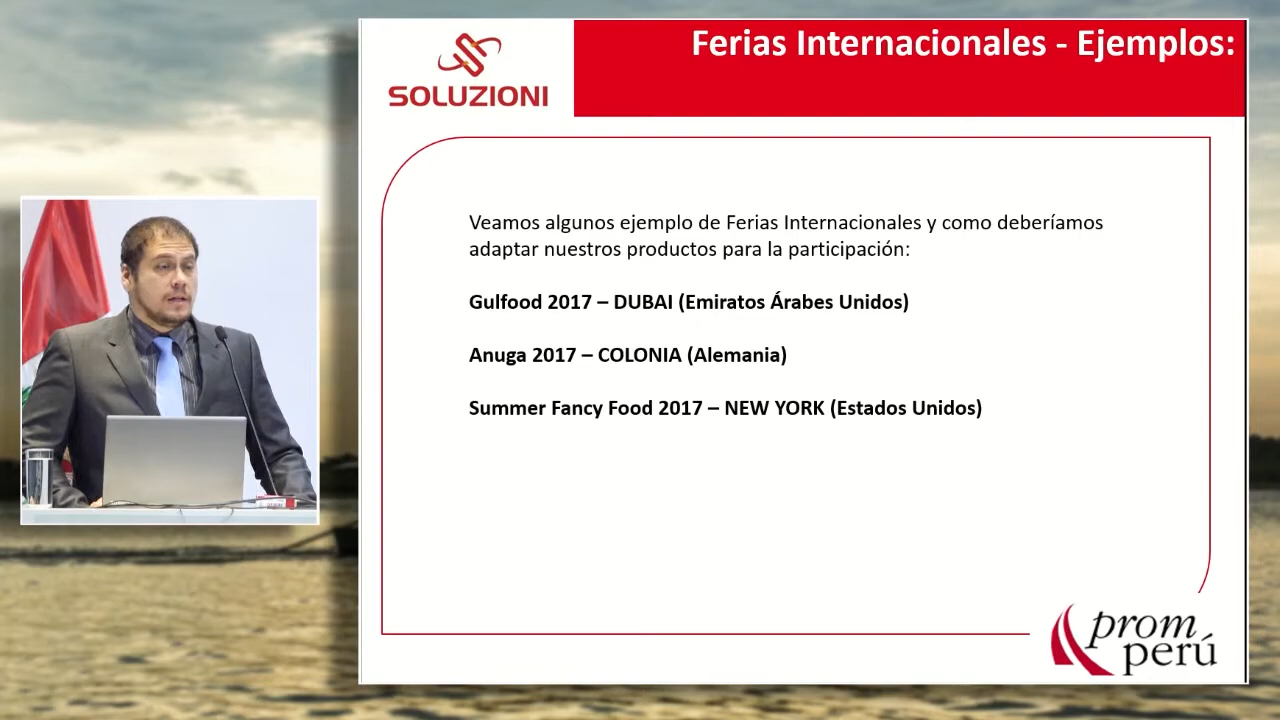 Ferias Internacionales - Ejemplos:
SOLUZIONI
Veamos algunos ejemplo de Ferias Internacionales y como deberíamos
adaptar nuestros productos para la participación:
Gulfood 2017 – DUBAI (Emiratos Árabes Unidos)
Anuga 2017 – COLONIA (Alemania)
Summer Fancy Food 2017 – NEW YORK (Estados Unidos)
prom
perú